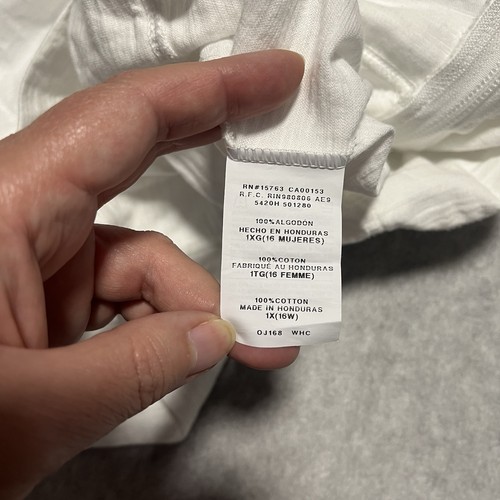 RN#15763 CA00153
R.F.C. RIN980806 AE9
5420H 501280
100%ALGODON
HECHO EN HONDURAS
1XG(16 MUJERES)
100%COTON
FABRIQUÉ AU HONDURAS
1TG(16 FEMME)
100%COTTON
MADE IN HONDURAS
1X(16W)
OJ168 WHC